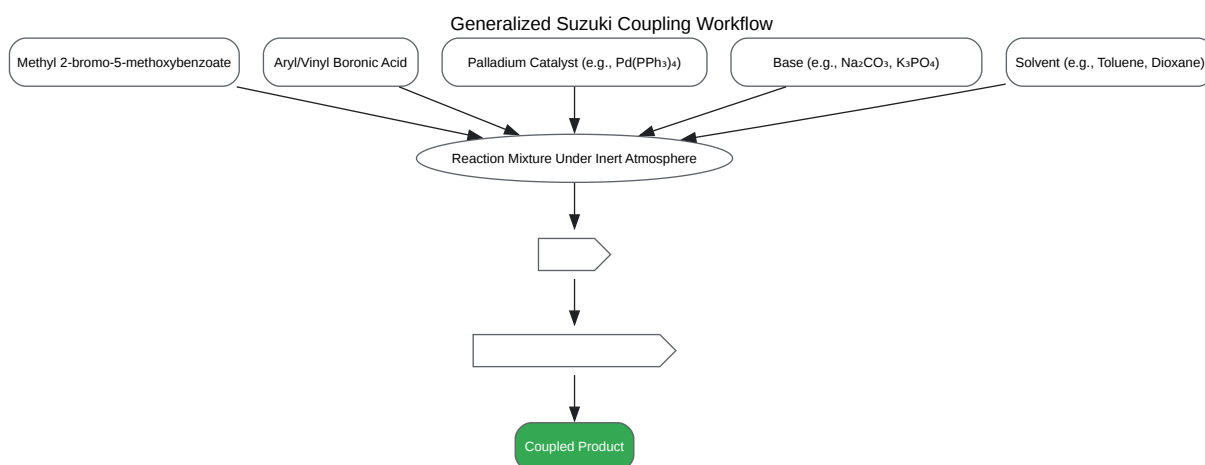 Generalized Suzuki Coupling Workflow
Methyl 2-bromo-5-methoxybenzoate
Aryl/Vinyl Boronic Acid
Palladium Catalyst (e.g., Pd(PPh₃)₄)
Base (e.g., Na₂CO₃, K₃PO₄)
Solvent (e.g., Toluene, Dioxane)
Reaction Mixture Under Inert Atmosphere
Coupled Product